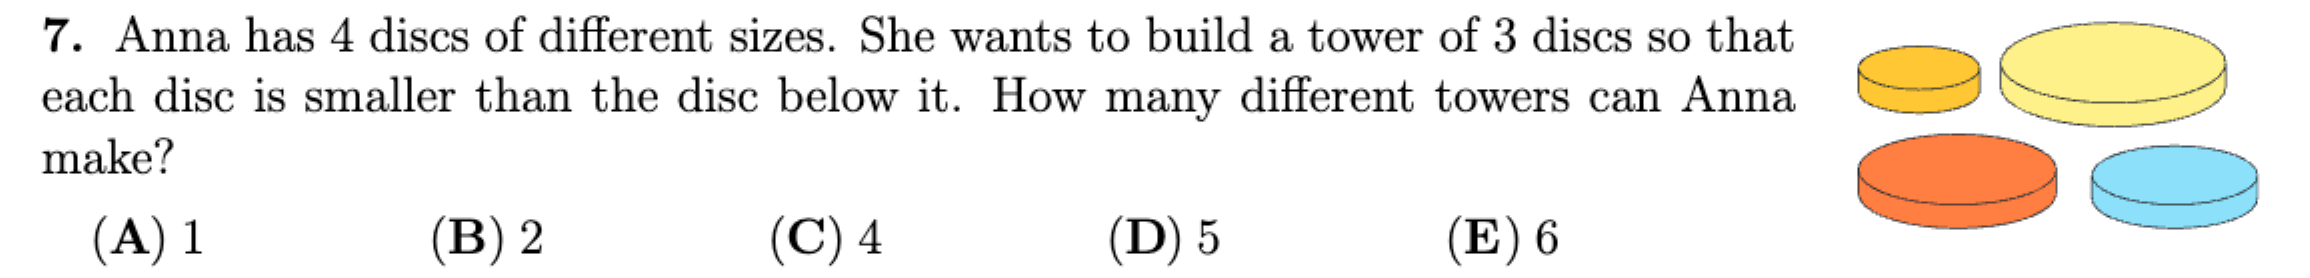 7. Anna has 4 discs of different sizes. She wants to build a tower of 3 discs so that
each disc is smaller than the disc below it. How many different towers can Anna
make?
(A) 1 (B) 2 (C) 4 (D) 5 (E) 6